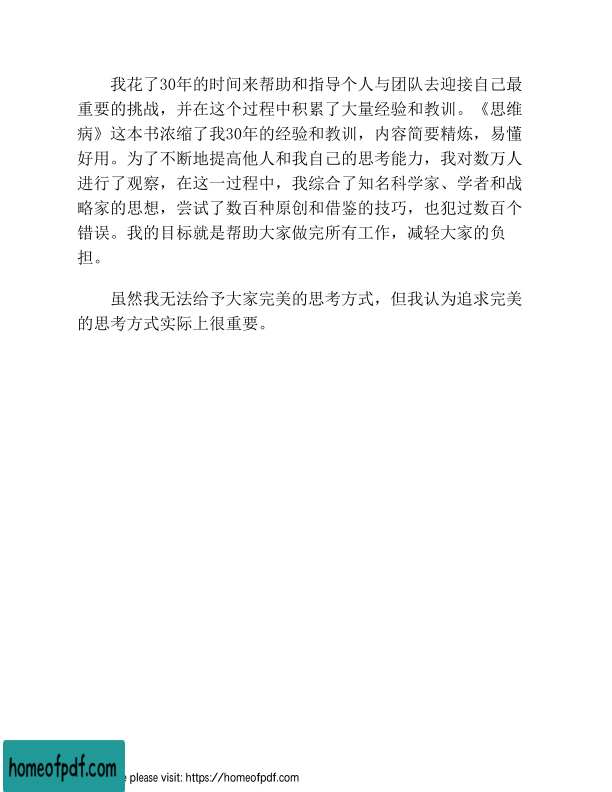 我花了30年的时间来帮助和指导个人与团队去迎接自己最
重要的挑战，并在这个过程中积累了大量经验和教训。《思维
病》这本书浓缩了我30年的经验和教训，内容简要精炼，易懂
好用。为了不断地提高他人和我自己的思考能力，我对数万人
进行了观察，在这一过程中，我综合了知名科学家、学者和战
略家的思想，尝试了数百种原创和借鉴的技巧，也犯过数百个
错误。我的目标就是帮助大家做完所有工作，减轻大家的负
担。
虽然我无法给予大家完美的思考方式，但我认为追求完美
的思考方式实际上很重要。
homeofpdf.com
please visit: https://homeofpdf.com